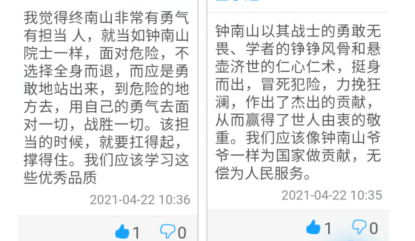 我觉得终南山非常有勇气
有担当 人，就当如钟南山
院士一样，面对危险，不
选择全身而退，而应是勇
敢地站出来，到危险的地
方去，用自己的勇气去面
对一切，战胜一切。该担
当的时候，就要扛得起，
撑得住。我们应该学习这
些优秀品质
2021-04-22 10:36
1 0
钟南山以其战士的勇敢无
畏、学者的铮铮风骨和悬
壶济世的仁心仁术，挺身
而出，冒死犯险，力挽狂
澜，作出了杰出的贡献，
从而赢得了世人由衷的敬
重。我们应该像钟南山爷
爷一样为国家做贡献，无
偿为人民服务。
2021-04-22 10:35
1 0